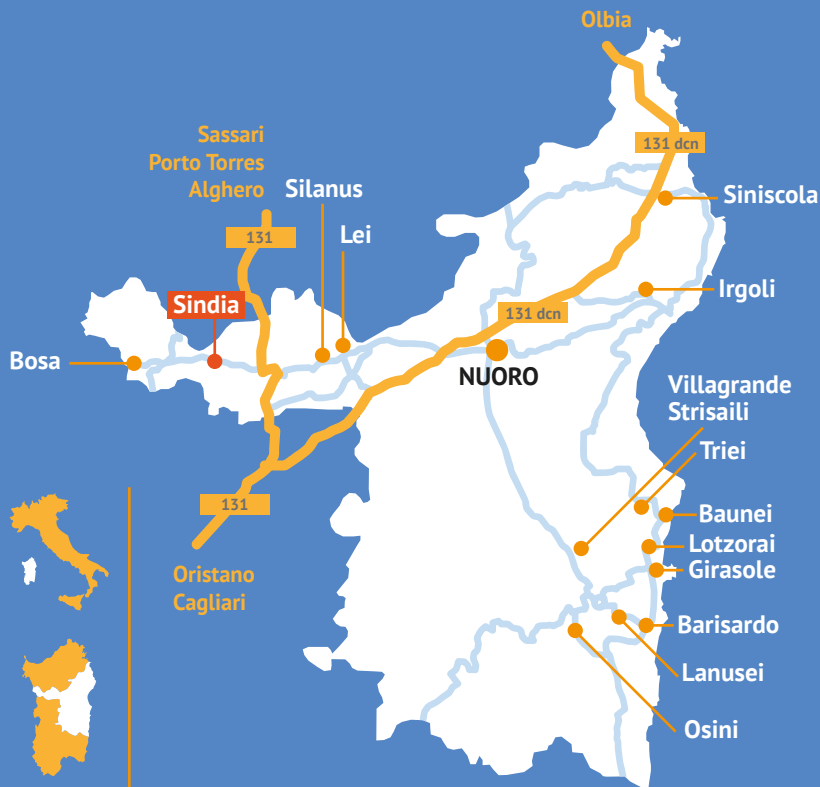 Olbia
131 dcn
Sassari
Porto Torres
Alghero
Silanus
Siniscola
131
Lei
Irgoli
Sindia
131 dcn
Bosa
NUORO
Villagrande
Strisaili
Triei
131
Baunei
Lotzorai
Girasole
Oristano
Cagliari
Barisardo
Lanusei
Osini